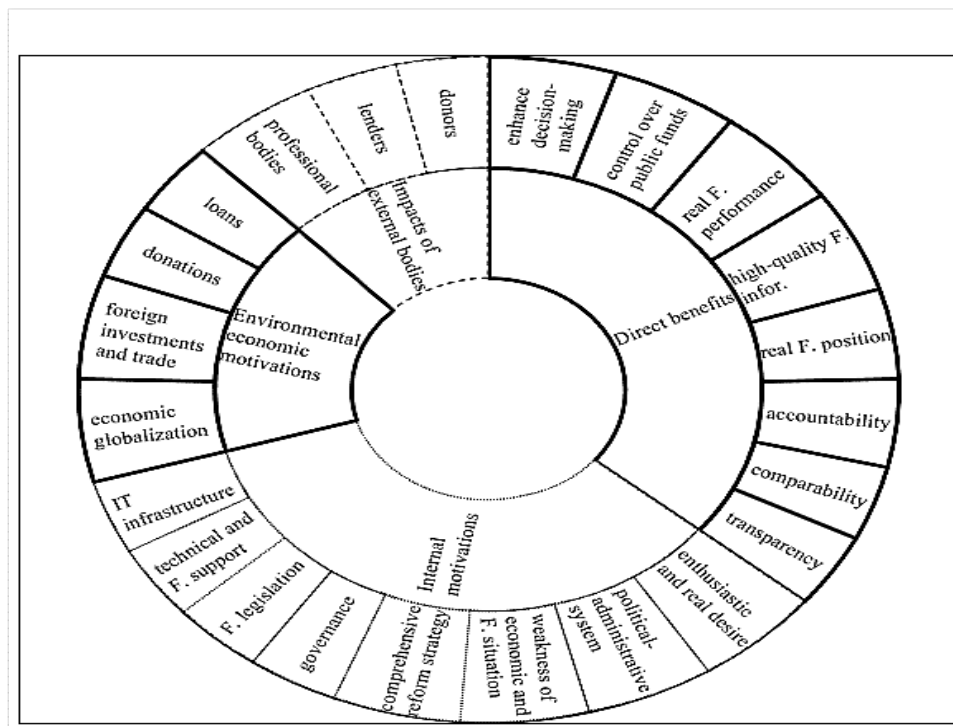 donors
lenders
professional
bodies
Impacts of
external bodies
enhance
decision-
making
control over
public funds
real F.
performance
high-quality F.
infor.
real F. position
accountability
comparability
transparency
Direct benefits
enthusiastic
and real desire
political-
administrative
system
weakness of
economic and
F. situation
comprehensive
reform strategy
governance
F. legislation
technical and
F. support
IT
infrastructure
Internal
motivations
economic
globalization
foreign
investments
and trade
donations
loans
Environmental
economic
motivations